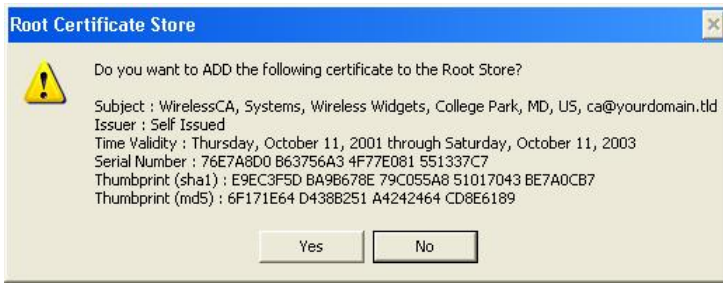 Root Certificate Store
Do you want to ADD the following certificate to the Root Store?
Subject : WirelessCA, Systems, Wireless Widgets, College Park, MD, US, ca@yourdomain.tld
Issuer : Self Issued
Time Validity : Thursday, October 11, 2001 through Saturday, October 11, 2003
Serial Number : 76E7A8D0 B63756A3 4F77E081 551337C7
Thumbprint (sha1) : E9EC3F5D BA9B678E 79C055A8 51017043 BE7A0CB7
Thumbprint (md5) : 6F171E64 D438B251 A4242464 CD8E6189
Yes No